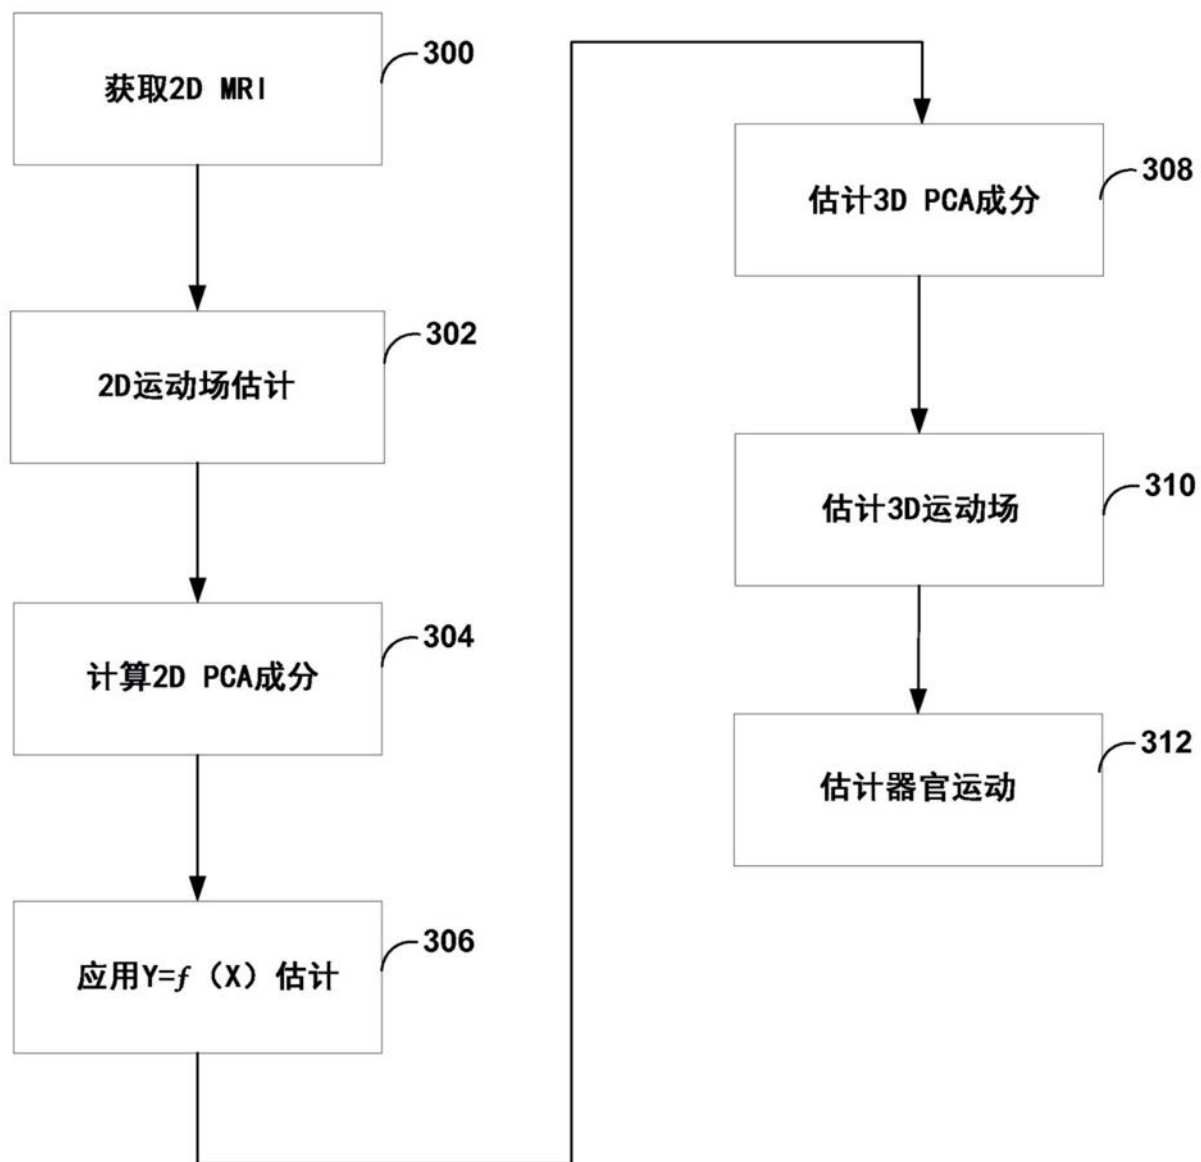 获取2D MRI
300
2D运动场估计
302
计算2D PCA成分
304
应用Y=f（X）估计
306
估计3D PCA成分
308
估计3D运动场
310
估计器官运动
312